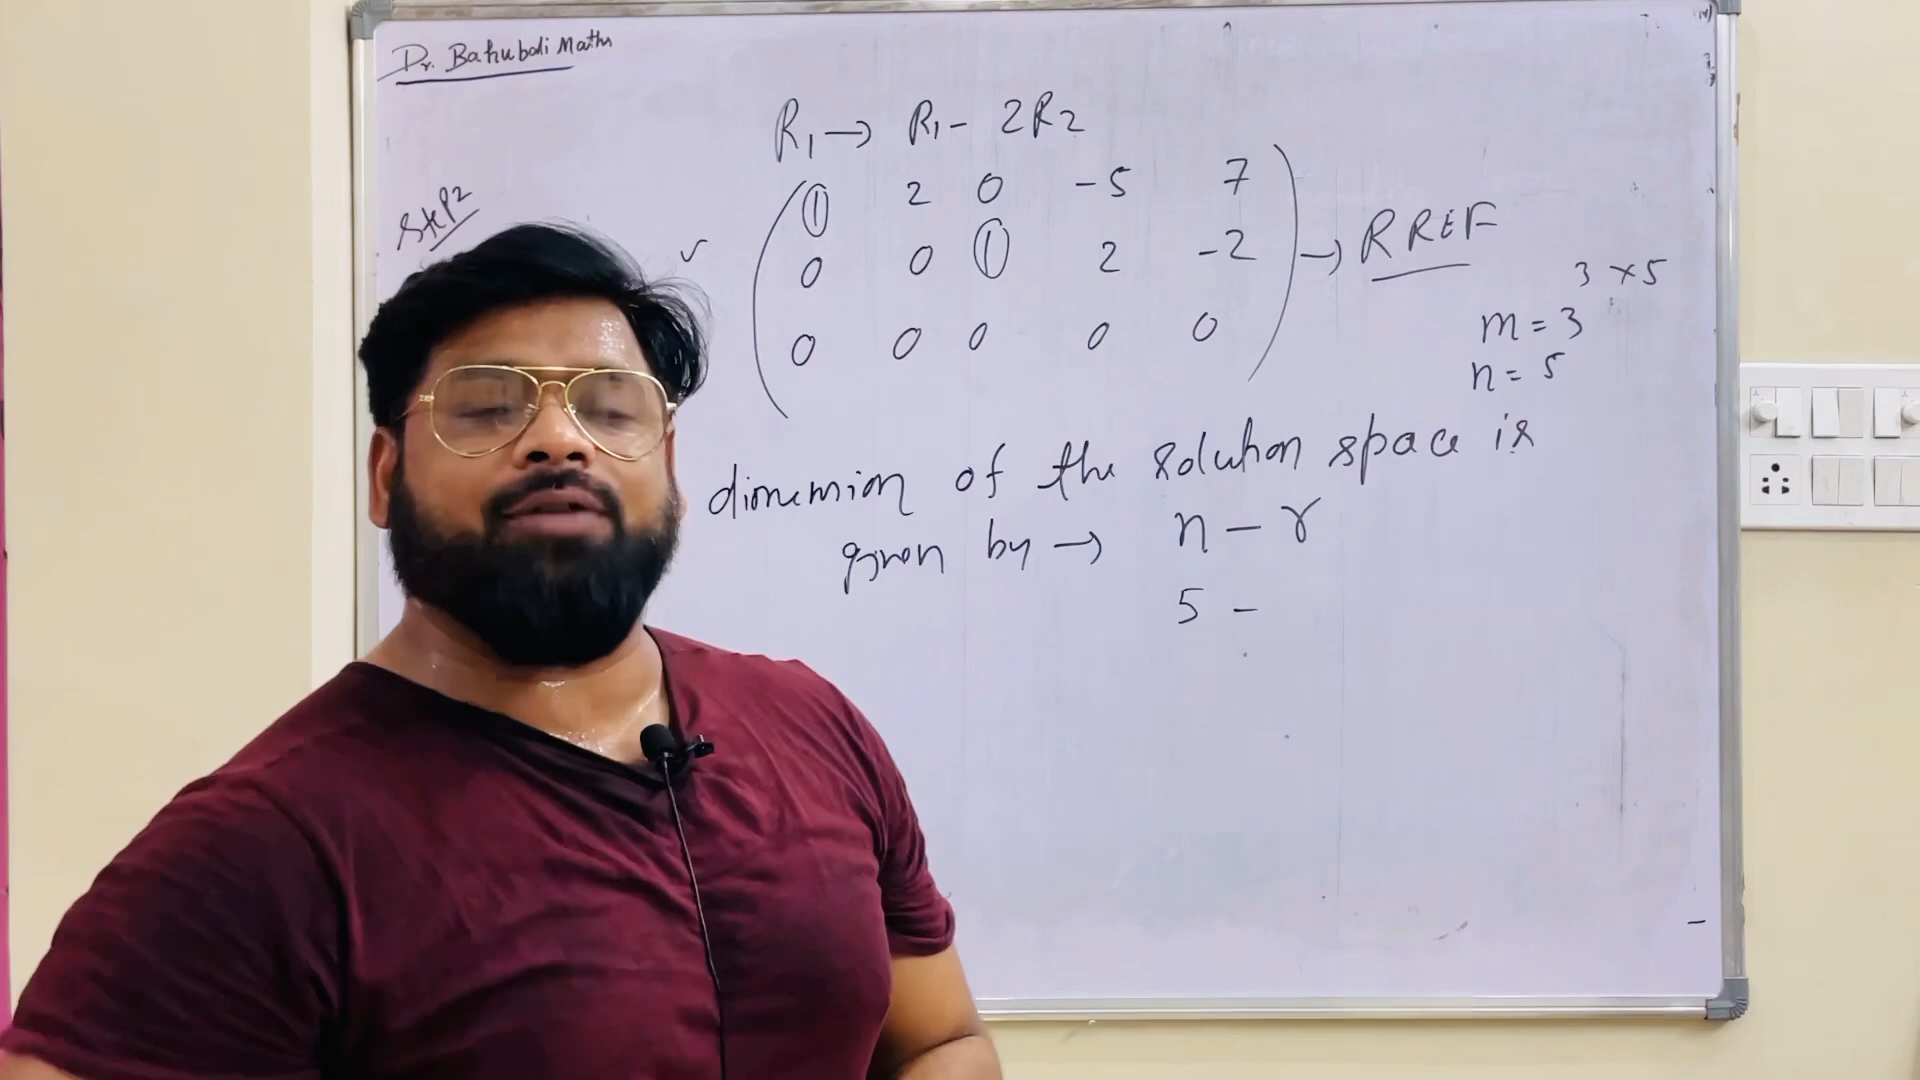 Dr. Bahubali Maths
R1 → R1 - 2R2
Step 2
1 2 0 -5 7
✓ 0 0 1 2 -2 → RREF
0 0 0 0 0
3 × 5
m = 3
n = 5
dimension of the solution space is
given by → n - r
5 -